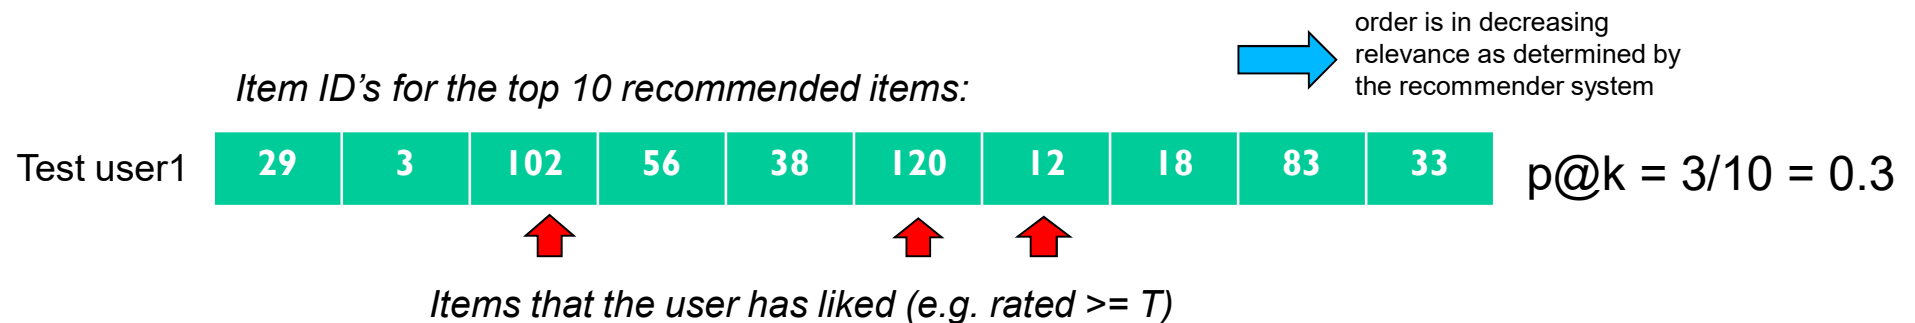 order is in decreasing
relevance as determined by
the recommender system
Item ID’s for the top 10 recommended items:
Test user1 29 3 102 56 38 120 12 18 83 33 p@k = 3/10 = 0.3
Items that the user has liked (e.g. rated >= T)